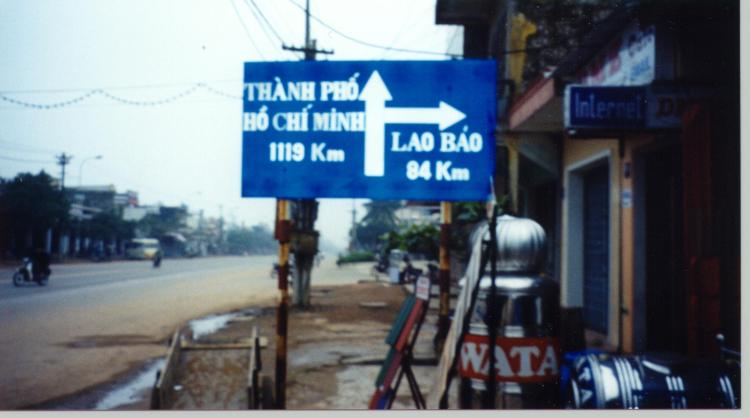 THÀNH PHỐ
HỒ CHÍ MINH
1119 Km
LAO BẢO
84 Km
Internet
WATA